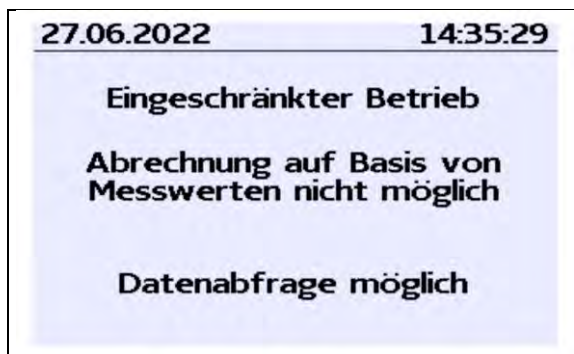 27.06.2022 14:35:29
Eingeschränkter Betrieb
Abrechnung auf Basis von
Messwerten nicht möglich
Datenabfrage möglich